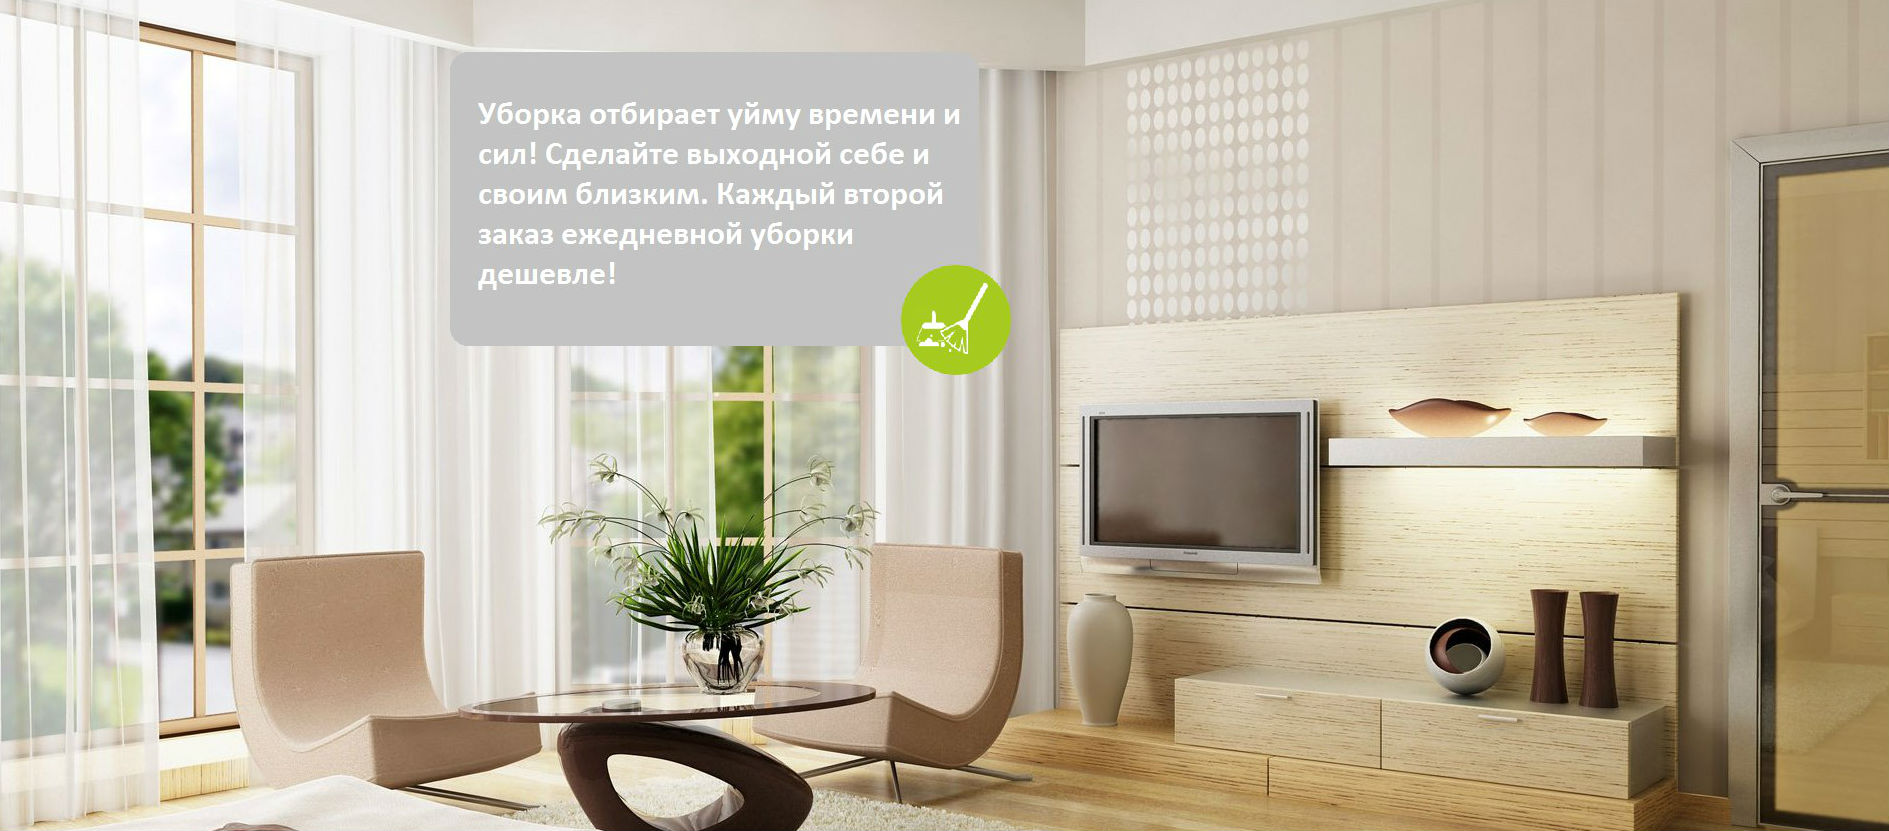 Уборка отбирает уйму времени и
сил! Сделайте выходной себе и
своим близким. Каждый второй
заказ ежедневной уборки
дешевле!